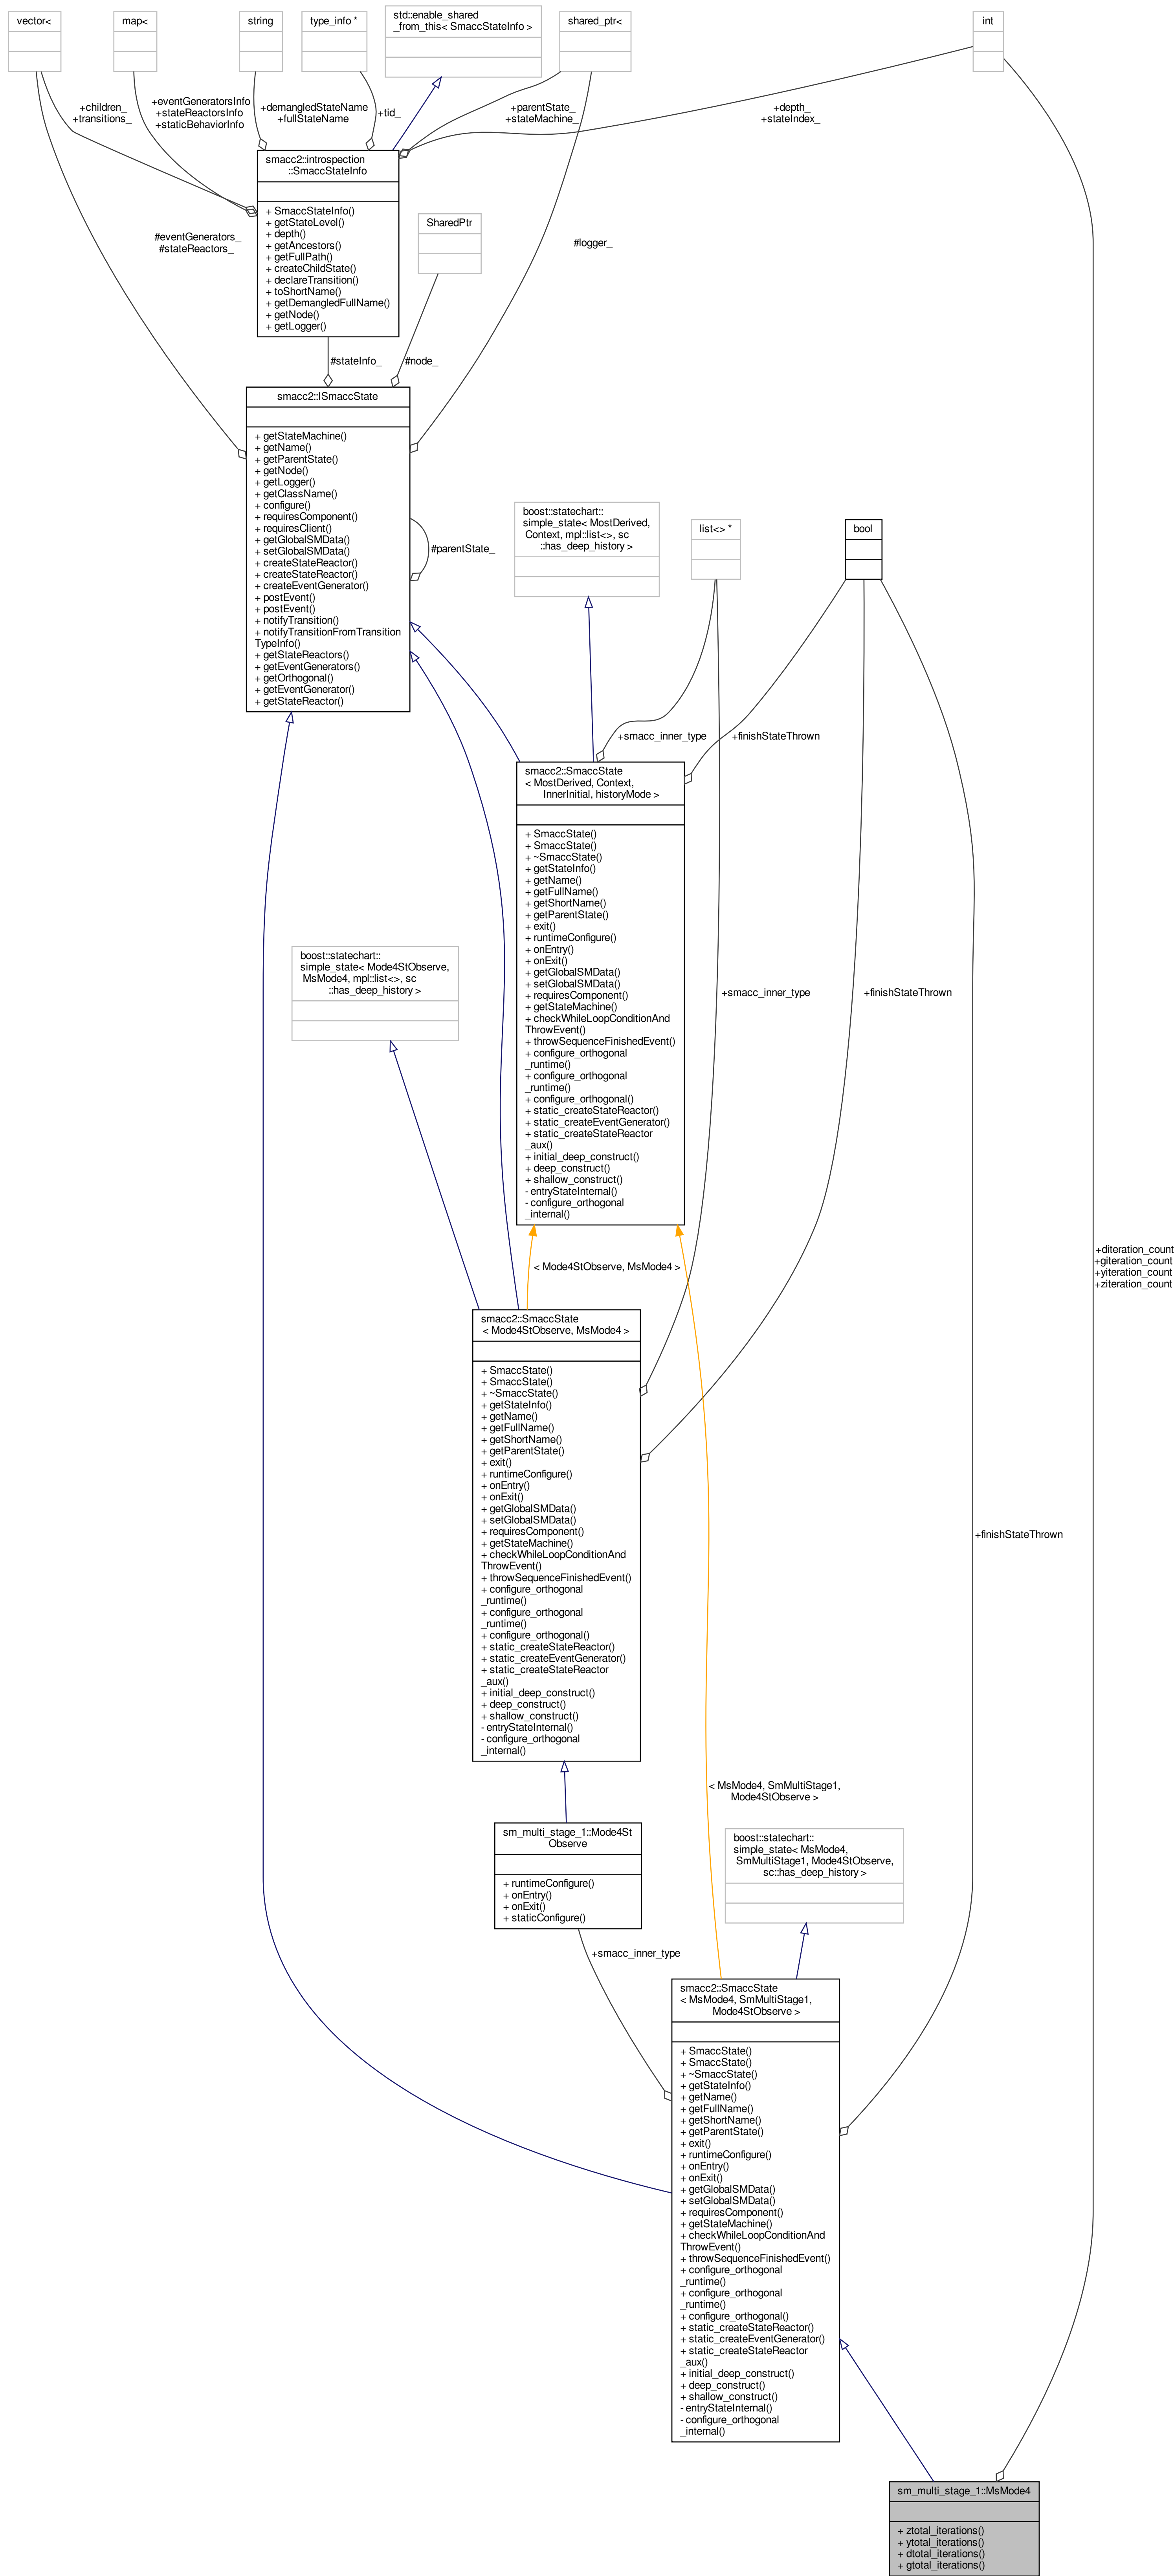 vector<
map<
string
type_info *
std::enable_shared
_from_this< SmaccStateInfo >
shared_ptr<
int
+children_
+transitions_
+eventGeneratorsInfo
+stateReactorsInfo
+staticBehaviorInfo
+demangledStateName
+fullStateName
+tid_
+parentState_
+stateMachine_
+depth_
+stateIndex_
smacc2::introspection
::SmaccStateInfo
+ SmaccStateInfo()
+ getStateLevel()
+ depth()
+ getAncestors()
+ getFullPath()
+ createChildState()
+ declareTransition()
+ toShortName()
+ getDemangledFullName()
+ getNode()
+ getLogger()
SharedPtr
#eventGenerators_
#stateReactors_
#logger_
#stateInfo_
#node_
smacc2::ISmaccState
+ getStateMachine()
+ getName()
+ getParentState()
+ getNode()
+ getLogger()
+ getClassName()
+ configure()
+ requiresComponent()
+ requiresClient()
+ getGlobalSMData()
+ setGlobalSMData()
+ createStateReactor()
+ createStateReactor()
+ createEventGenerator()
+ postEvent()
+ postEvent()
+ notifyTransition()
+ notifyTransitionFromTransition
TypeInfo()
+ getStateReactors()
+ getEventGenerators()
+ getOrthogonal()
+ getEventGenerator()
+ getStateReactor()
#parentState_
boost::statechart::
simple_state< MostDerived,
Context, mpl::list<>, sc
::has_deep_history >
list<> *
bool
+smacc_inner_type
+finishStateThrown
smacc2::SmaccState
< MostDerived, Context,
InnerInitial, historyMode >
+ SmaccState()
+ SmaccState()
+ ~SmaccState()
+ getStateInfo()
+ getName()
+ getFullName()
+ getShortName()
+ getParentState()
+ exit()
+ runtimeConfigure()
+ onEntry()
+ onExit()
+ getGlobalSMData()
+ setGlobalSMData()
+ requiresComponent()
+ getStateMachine()
+ checkWhileLoopConditionAnd
ThrowEvent()
+ throwSequenceFinishedEvent()
+ configure_orthogonal
_runtime()
+ configure_orthogonal
_runtime()
+ configure_orthogonal()
+ static_createStateReactor()
+ static_createEventGenerator()
+ static_createStateReactor
_aux()
+ initial_deep_construct()
+ deep_construct()
+ shallow_construct()
- entryStateInternal()
- configure_orthogonal
_internal()
boost::statechart::
simple_state< Mode4StObserve,
MsMode4, mpl::list<>, sc
::has_deep_history >
+smacc_inner_type
+finishStateThrown
+diteration_count
+giteration_count
+yiteration_count
+ziteration_count
< Mode4StObserve, MsMode4 >
smacc2::SmaccState
< Mode4StObserve, MsMode4 >
+ SmaccState()
+ SmaccState()
+ ~SmaccState()
+ getStateInfo()
+ getName()
+ getFullName()
+ getShortName()
+ getParentState()
+ exit()
+ runtimeConfigure()
+ onEntry()
+ onExit()
+ getGlobalSMData()
+ setGlobalSMData()
+ requiresComponent()
+ getStateMachine()
+ checkWhileLoopConditionAnd
ThrowEvent()
+ throwSequenceFinishedEvent()
+ configure_orthogonal
_runtime()
+ configure_orthogonal
_runtime()
+ configure_orthogonal()
+ static_createStateReactor()
+ static_createEventGenerator()
+ static_createStateReactor
_aux()
+ initial_deep_construct()
+ deep_construct()
+ shallow_construct()
- entryStateInternal()
- configure_orthogonal
_internal()
+finishStateThrown
< MsMode4, SmMultiStage1,
Mode4StObserve >
sm_multi_stage_1::Mode4St
Observe
+ runtimeConfigure()
+ onEntry()
+ onExit()
+ staticConfigure()
boost::statechart::
simple_state< MsMode4,
SmMultiStage1, Mode4StObserve,
sc::has_deep_history >
+smacc_inner_type
smacc2::SmaccState
< MsMode4, SmMultiStage1,
Mode4StObserve >
+ SmaccState()
+ SmaccState()
+ ~SmaccState()
+ getStateInfo()
+ getName()
+ getFullName()
+ getShortName()
+ getParentState()
+ exit()
+ runtimeConfigure()
+ onEntry()
+ onExit()
+ getGlobalSMData()
+ setGlobalSMData()
+ requiresComponent()
+ getStateMachine()
+ checkWhileLoopConditionAnd
ThrowEvent()
+ throwSequenceFinishedEvent()
+ configure_orthogonal
_runtime()
+ configure_orthogonal
_runtime()
+ configure_orthogonal()
+ static_createStateReactor()
+ static_createEventGenerator()
+ static_createStateReactor
_aux()
+ initial_deep_construct()
+ deep_construct()
+ shallow_construct()
- entryStateInternal()
- configure_orthogonal
_internal()
sm_multi_stage_1::MsMode4
+ ztotal_iterations()
+ ytotal_iterations()
+ dtotal_iterations()
+ gtotal_iterations()